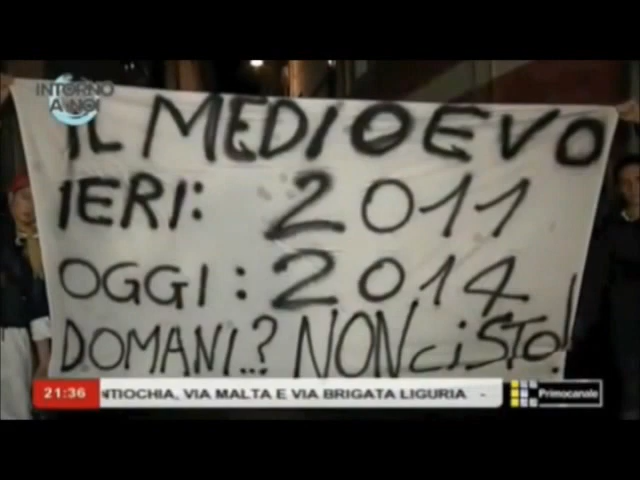 INTORNO
A NOI
IL MEDIOEVO
IERI: 2011
OGGI: 2014
DOMANI..? NON CI STO!
21:36
NTIOCHIA, VIA MALTA E VIA BRIGATA LIGURIA -
Primocanale